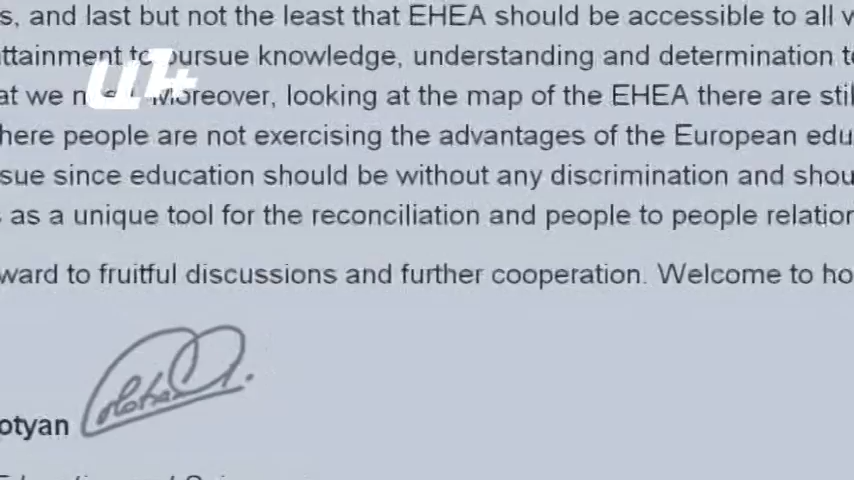 s, and last but not the least that EHEA should be accessible to all
ttainment to pursue knowledge, understanding and determination
at we Moreover, looking at the map of the EHEA there are
here people are not exercising the advantages of the European edu
sue since education should be without any discrimination and shou
s as a unique tool for the reconciliation and people to people relation
ward to fruitful discussions and further cooperation. Welcome to ho
otyan